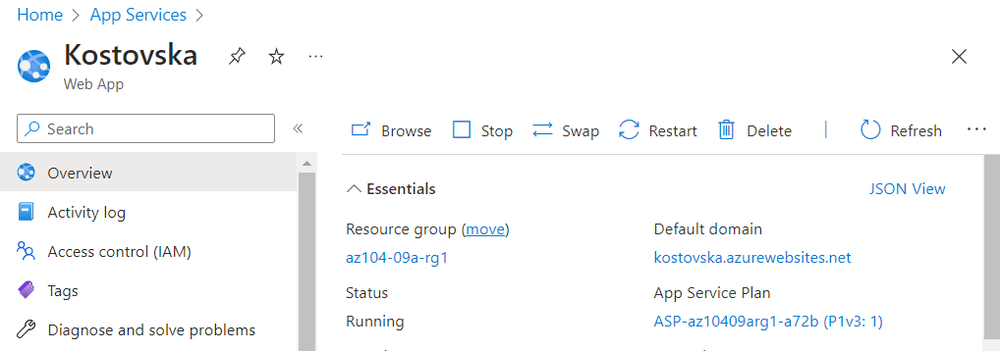 Home > App Services >
Kostovska
Web App
Search
Browse Stop Swap Restart Delete | Refresh
Overview
Activity log
Access control (IAM)
Tags
Diagnose and solve problems
Essentials JSON View
Resource group (move)
az104-09a-rg1
Default domain
kostovska.azurewebsites.net
Status
Running
App Service Plan
ASP-az10409arg1-a72b (P1v3: 1)